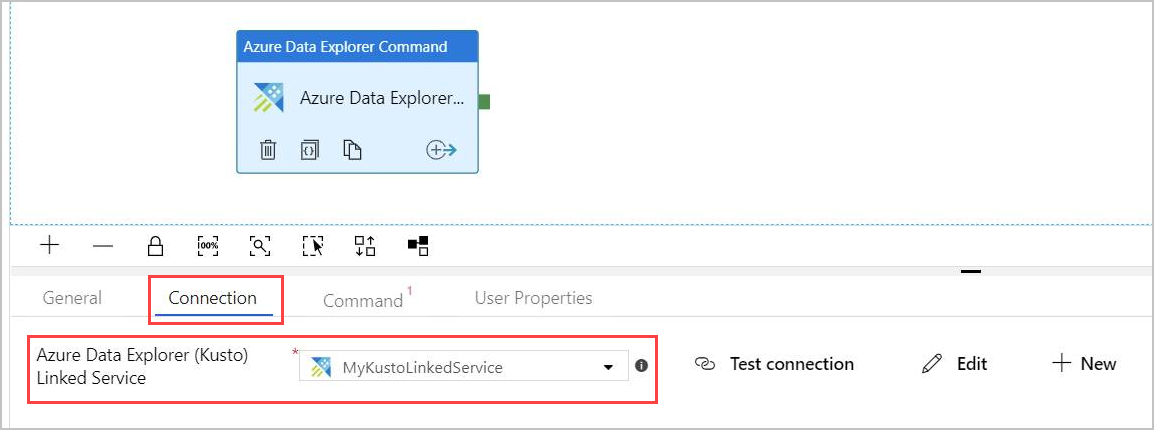 Azure Data Explorer Command
Azure Data Explorer...
100%
General
Connection
Command 1
User Properties
Azure Data Explorer (Kusto) *
Linked Service
MyKustoLinkedService
Test connection
Edit
New